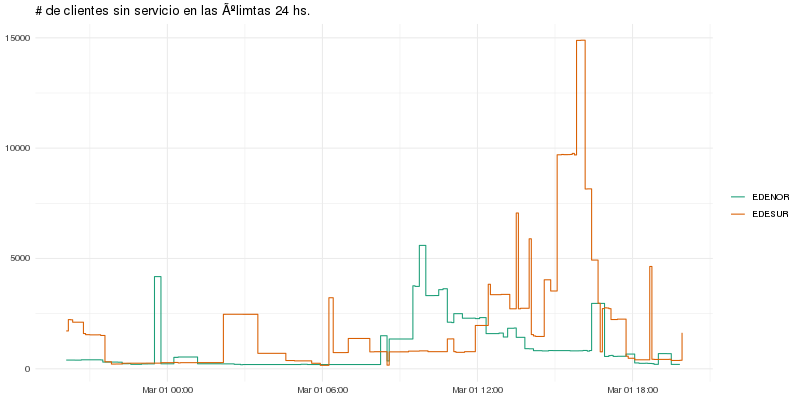 # de clientes sin servicio en las Ãºlimtas 24 hs.
15000
10000
5000
0
Mar 01 00:00
Mar 01 06:00
Mar 01 12:00
Mar 01 18:00
EDENOR
EDESUR